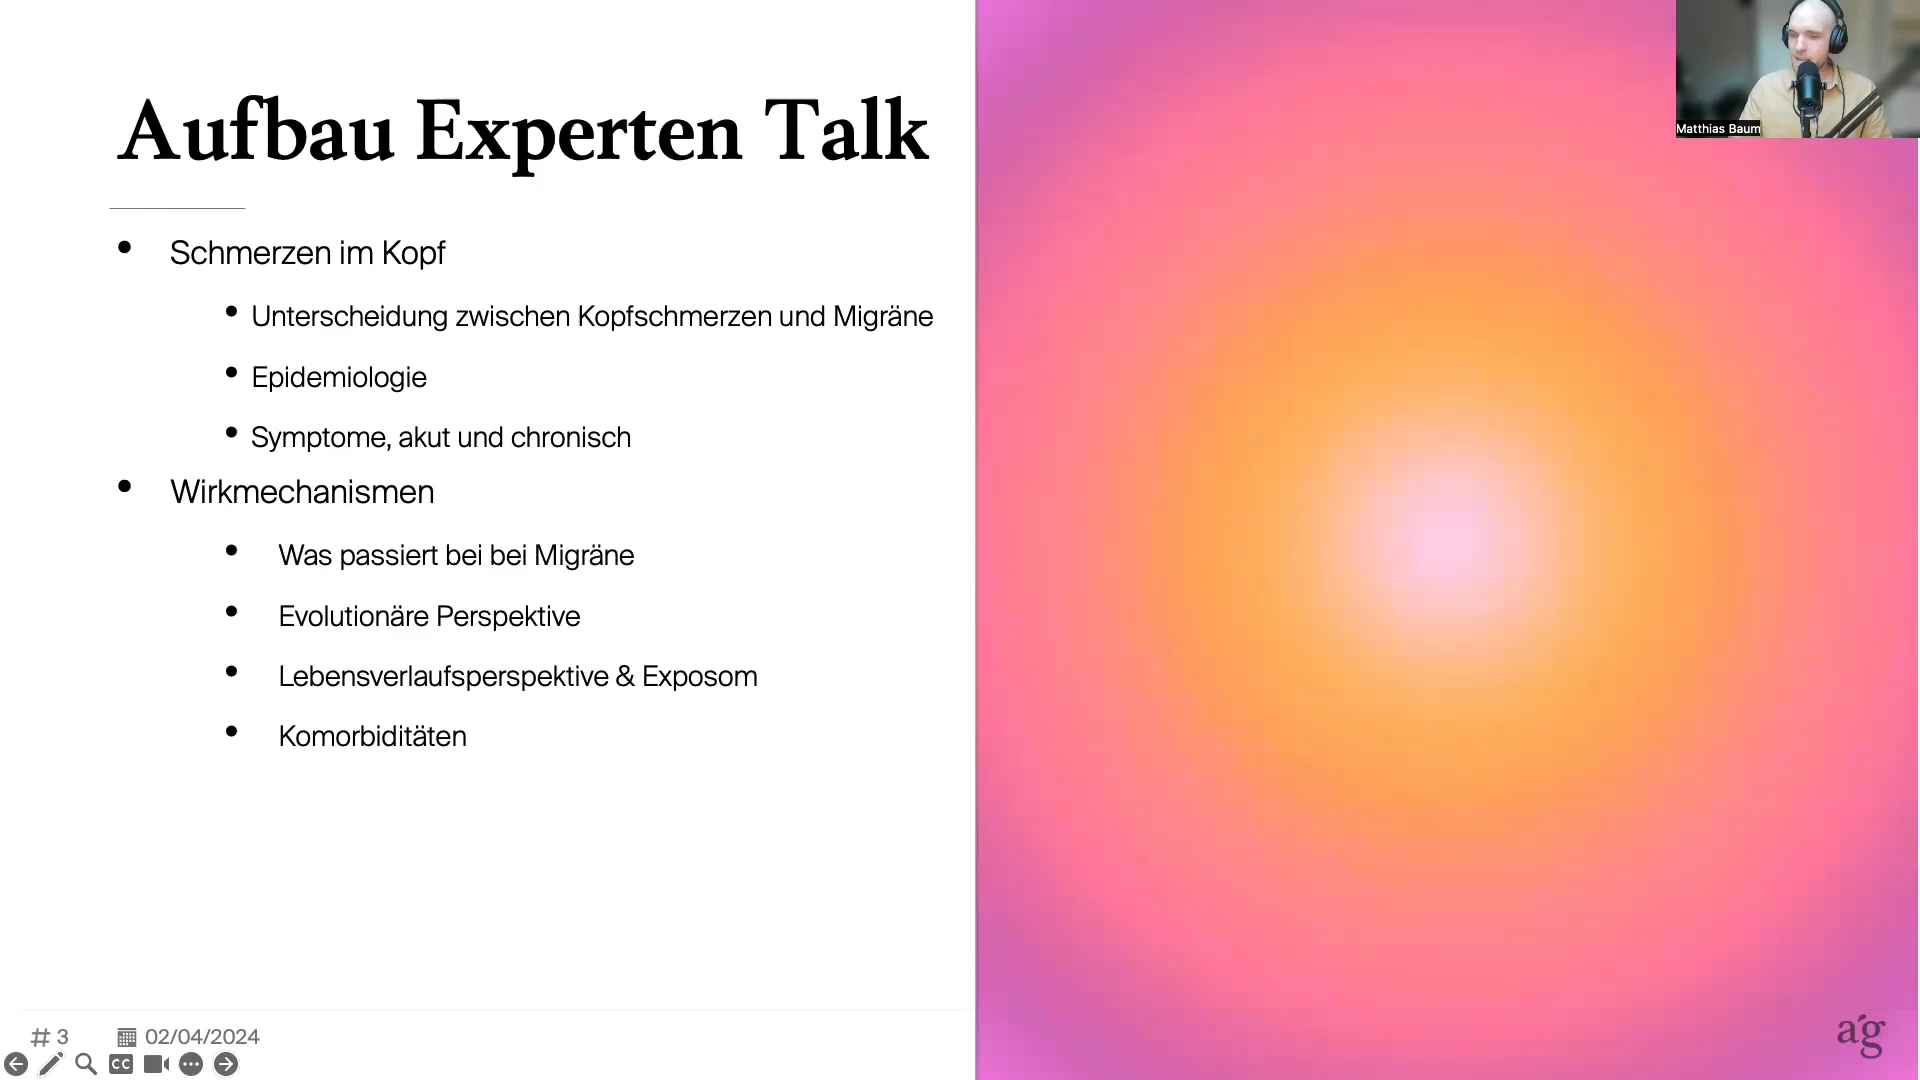 Aufbau Experten Talk
Matthias Baum
• Schmerzen im Kopf
• Unterscheidung zwischen Kopfschmerzen und Migräne
• Epidemiologie
• Symptome, akut und chronisch
• Wirkmechanismen
• Was passiert bei bei Migräne
• Evolutionäre Perspektive
• Lebensverlaufsperspektive & Exposom
• Komorbiditäten
# 3
02/04/2024
CC
a'g